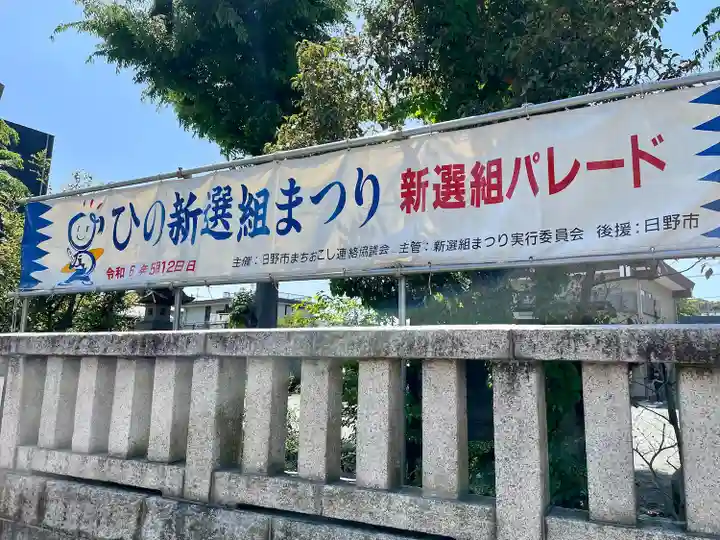 ひの新選組まつり 新選組パレード
令和6年5月12日日
主催：日野市まちおこし連絡協議会 主管：新選組まつり実行委員会 後援：日野市